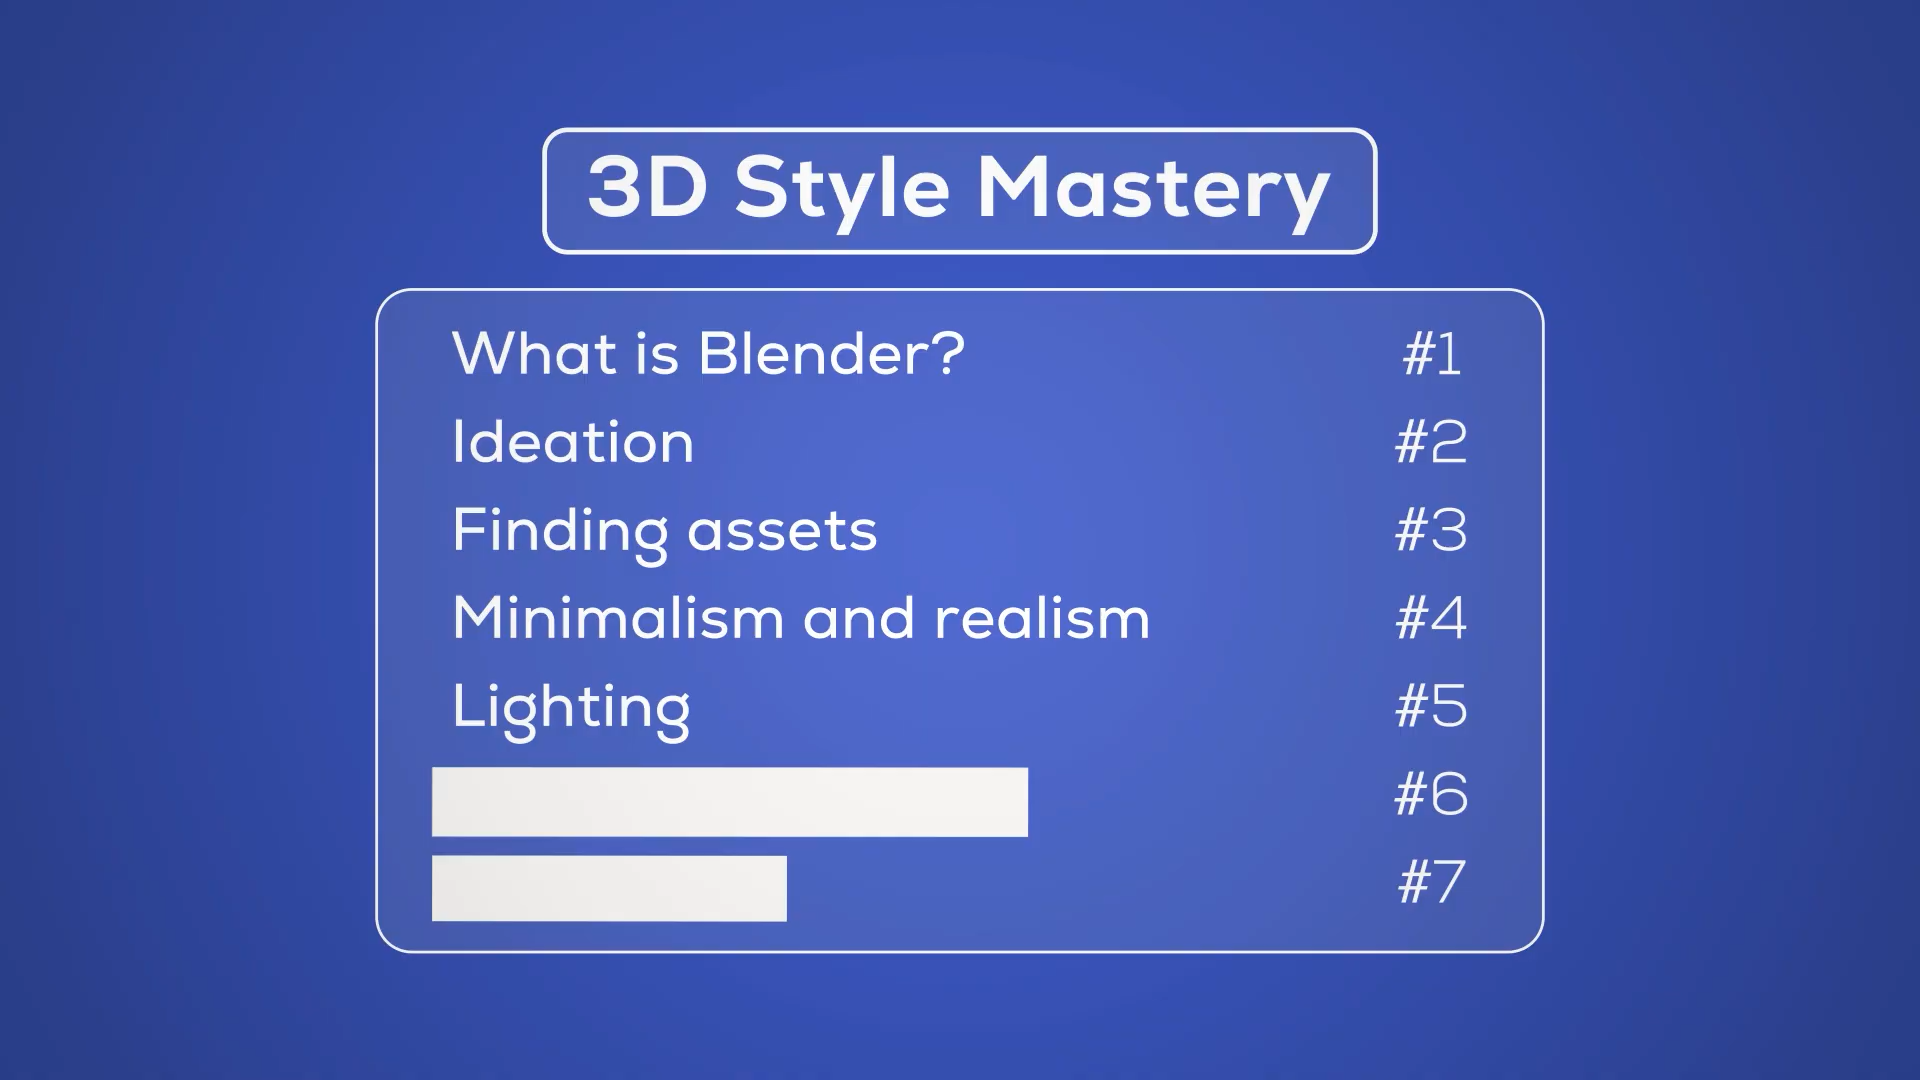 3D Style Mastery
What is Blender? #1
Ideation #2
Finding assets #3
Minimalism and realism #4
Lighting #5
#6
#7